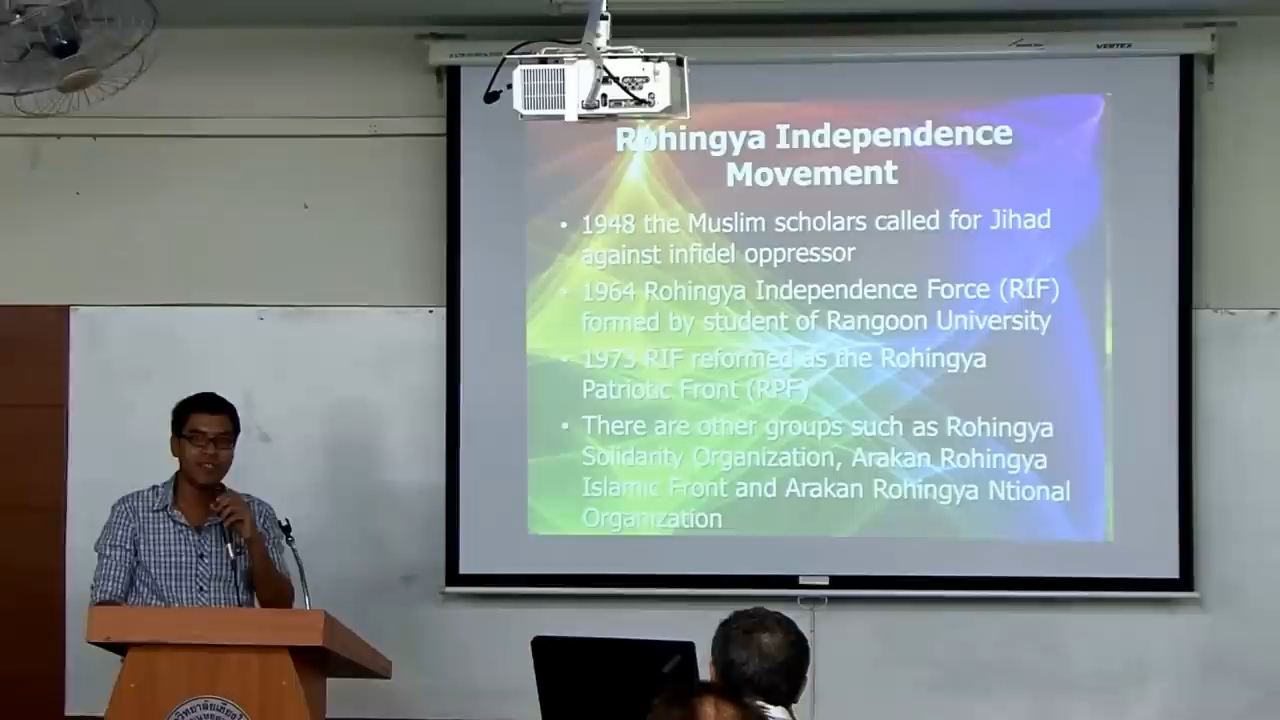 VERTEX
Rohingya Independence
Movement
• 1948 the Muslim scholars called for Jihad
against infidel oppressor
• 1964 Rohingya Independence Force (RIF)
formed by student of Rangoon University
• 1973 RIF reformed as the Rohingya
Patriotic Front (RPF)
• There are other groups such as Rohingya
Solidarity Organization, Arakan Rohingya
Islamic Front and Arakan Rohingya Ntional
Organization